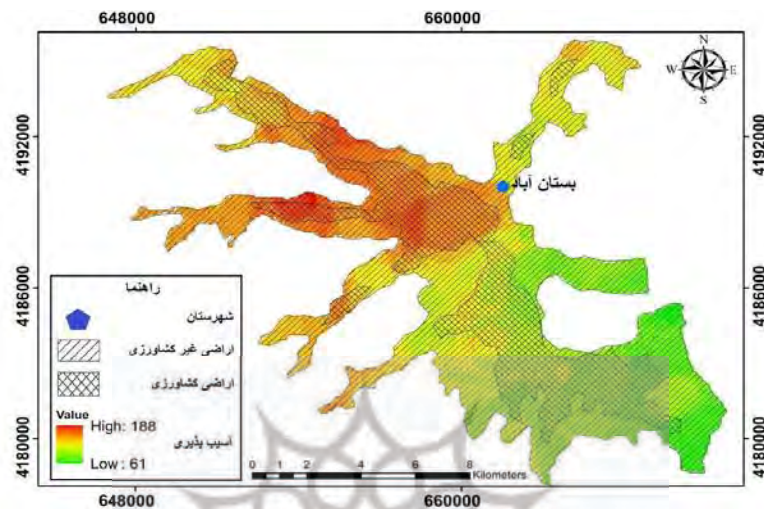 648000 660000
N
W E
S
4192000 4192000
بستان آباد
4186000 4186000
راهنما
شهرستان
اراضی غیر کشاورزی
اراضی کشاورزی
Value
High: 188
آسیب پذیری
Low : 61
4180000 4180000
0 1 2 4 6 8
Kilometers
648000 660000